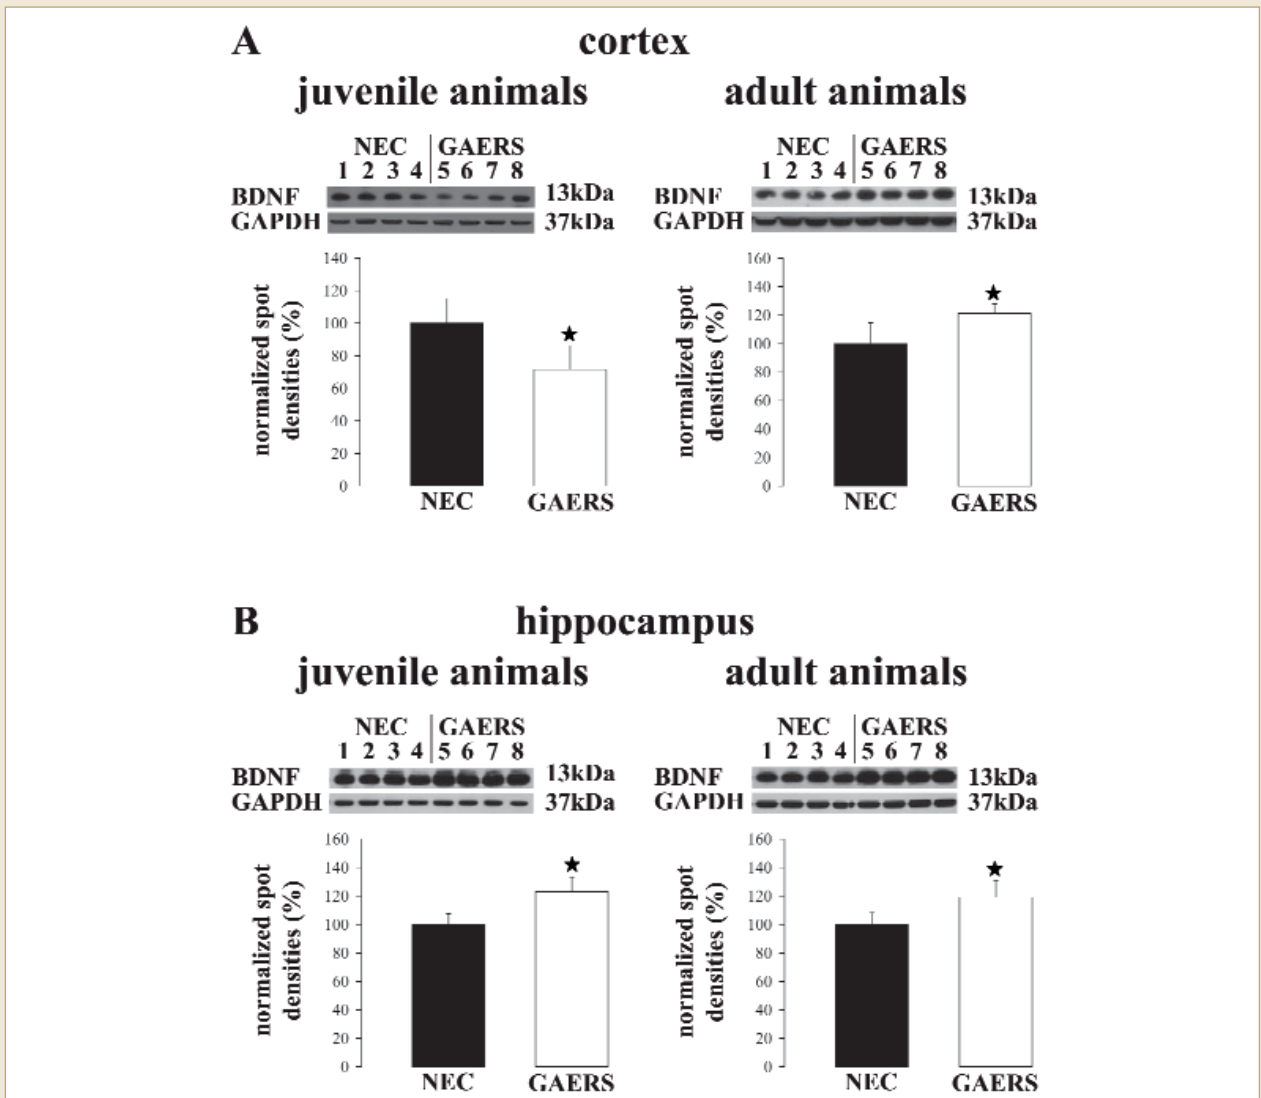 A cortex
juvenile animals
NEC GAERS
1 2 3 4 5 6 7 8
BDNF 13kDa
GAPDH 37kDa
normalized spot
densities (%)
140
120
100
80
60
40
20
0
★
NEC GAERS
adult animals
NEC GAERS
1 2 3 4 5 6 7 8
BDNF 13kDa
GAPDH 37kDa
normalized spot
densities (%)
160
140
120
100
80
60
40
20
0
★
NEC GAERS
B hippocampus
juvenile animals
NEC GAERS
1 2 3 4 5 6 7 8
BDNF 13kDa
GAPDH 37kDa
normalized spot
densities (%)
160
140
120
100
80
60
40
20
0
★
NEC GAERS
adult animals
NEC GAERS
1 2 3 4 5 6 7 8
BDNF 13kDa
GAPDH 37kDa
normalized spot
densities (%)
160
140
120
100
80
60
40
20
0
★
NEC GAERS